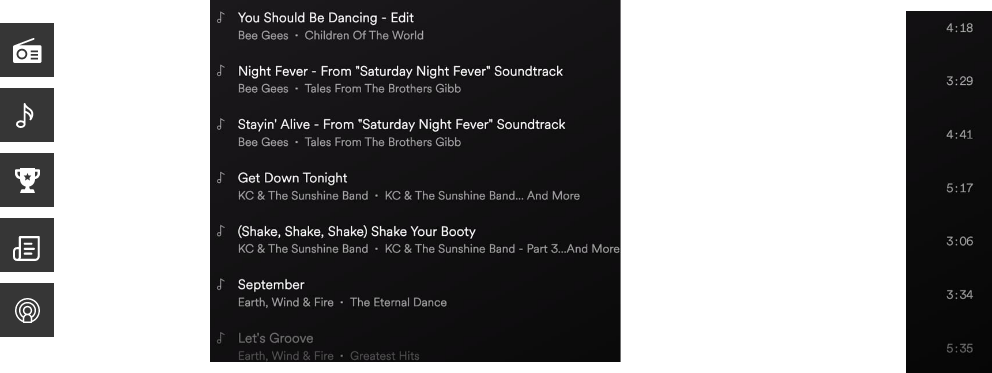 You Should Be Dancing - Edit
4:18
Bee Gees • Children Of The World
Night Fever - From "Saturday Night Fever" Soundtrack
3:29
Bee Gees • Tales From The Brothers Gibb
Stayin' Alive - From "Saturday Night Fever" Soundtrack
4:41
Bee Gees • Tales From The Brothers Gibb
Get Down Tonight
5:17
KC & The Sunshine Band • KC & The Sunshine Band... And More
(Shake, Shake, Shake) Shake Your Booty
3:06
KC & The Sunshine Band • KC & The Sunshine Band - Part 3...And More
September
3:34
Earth, Wind & Fire • The Eternal Dance
Let's Groove
5:35
Earth, Wind & Fire • Greatest Hits